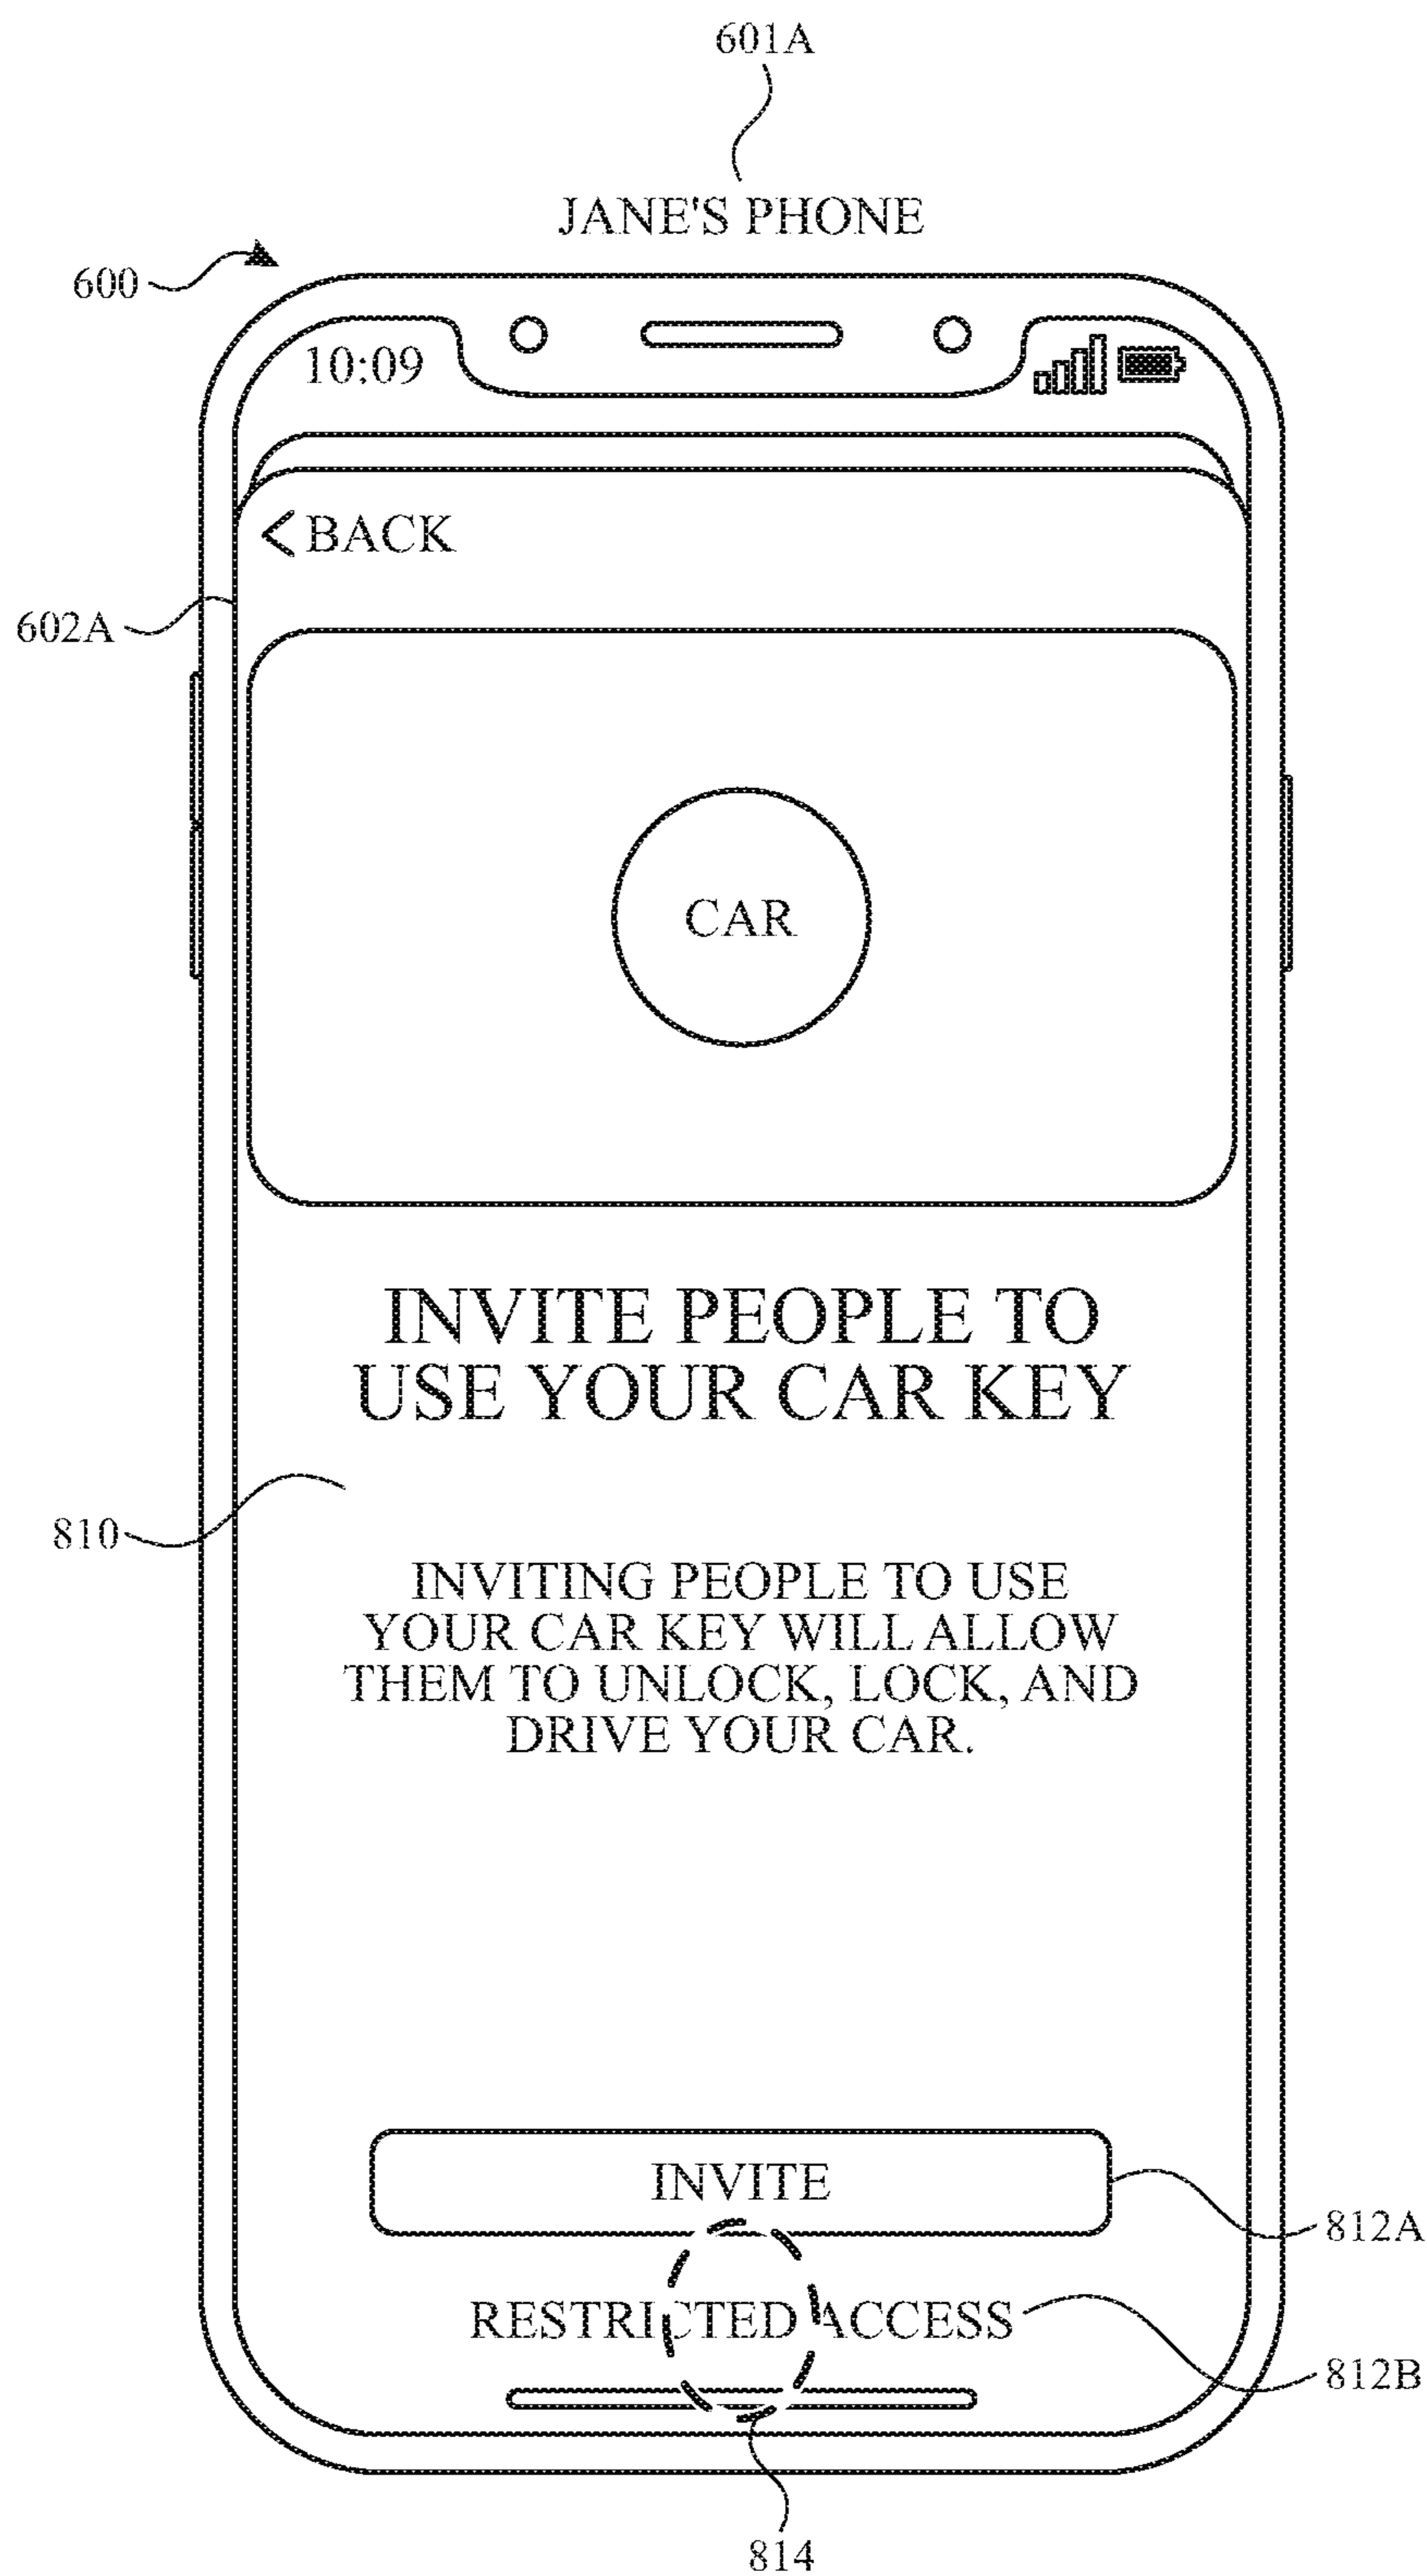 601A
JANE'S PHONE
600
10:09
< BACK
602A
CAR
INVITE PEOPLE TO
USE YOUR CAR KEY
810
INVITING PEOPLE TO USE
YOUR CAR KEY WILL ALLOW
THEM TO UNLOCK, LOCK, AND
DRIVE YOUR CAR.
INVITE
812A
RESTRICTED ACCESS
812B
814